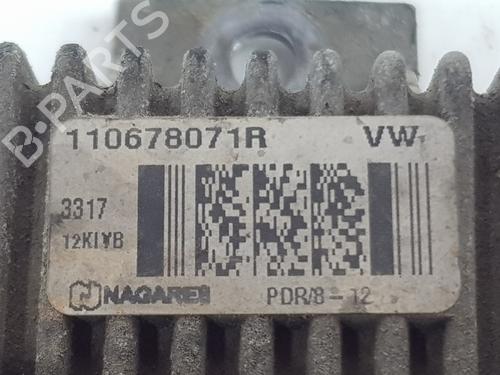 B-PARTS
110678071R VW
3317
12KIYB
NAGARES PDR/8-12